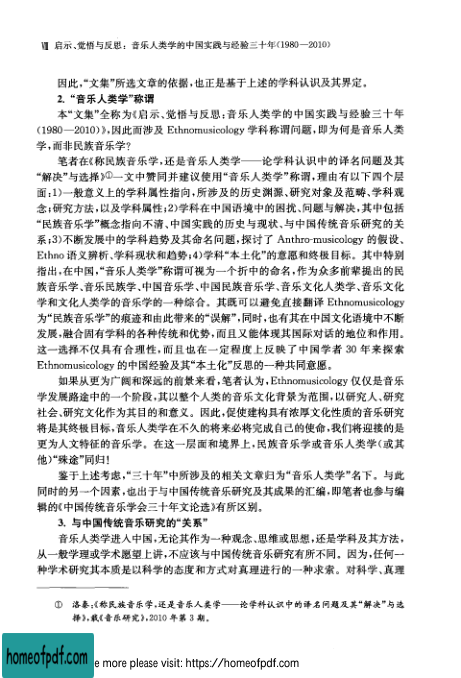 Ⅷ 启示、觉悟与反思：音乐人类学的中国实践与经验三十年(1980—2010)
因此,“文集”所选文章的依据,也正是基于上述的学科认识及其界定。
2. “音乐人类学”称谓
本“文集”全称为《启示、觉悟与反思:音乐人类学的中国实践与经验三十年
(1980—2010)》,因此而涉及 Ethnomusicology 学科称谓问题,即为何是音乐人类
学,而非民族音乐学?
笔者在《称民族音乐学,还是音乐人类学——论学科认识中的译名问题及其
“解决”与选择》①一文中赞同并建议使用“音乐人类学”称谓,理由有以下四个层
面:1)一般意义上的学科属性指向,所涉及的历史渊源、研究对象及范畴、学科观
念;研究方法,以及学科属性;2)学科在中国语境中的困扰、问题与解决,其中包括
“民族音乐学”概念指向不清、中国实践的历史与现状、与中国传统音乐研究的关
系;3)不断发展中的学科趋势及其命名问题,探讨了 Anthro-musicology 的假设、
Ethno 语义辨析、学科现状和趋势;4)学科“本土化”的意愿和终极目标。其中特别
指出,在中国,“音乐人类学”称谓可视为一个折中的命名,作为众多前辈提出的民
族音乐学、音乐民族学、中国音乐学、中国民族音乐学、音乐文化人类学、音乐文化
学和文化人类学的音乐学的一种综合。其既可以避免直接翻译 Ethnomusicology
为“民族音乐学”的痕迹和由此带来的“误解”,同时,也有其在中国文化语境中不断
发展,融合固有学科的各种传统和优势,而且又能体现其国际对话的地位和作用。
这一选择不仅具有合理性,而且也在一定程度上反映了中国学者 30 年来探索
Ethnomusicology 的中国经验及其“本土化”反思的一种共同意愿。
如果从更为广阔和深远的前景来看,笔者认为,Ethnomusicology 仅仅是音乐
学发展路途中的一个阶段,其以整个人类的音乐文化背景为范围,以研究人、研究
社会、研究文化作为其目的和意义。因此,促使建构具有浓厚文化性质的音乐研究
将是其终极目标,音乐人类学在不久的将来必将完成自己的使命,我们将迎接的是
更为人文特征的音乐学。在这一层面和境界上,民族音乐学或音乐人类学(或其
他)“殊途”同归!
鉴于上述考虑,“三十年”中所涉及的相关文章归为“音乐人类学”名下。与此
同时的另一个因素,也出于与中国传统音乐研究及其成果的汇编,即笔者也参与编
辑的《中国传统音乐学会三十年文论选》有所区别。
3. 与中国传统音乐研究的“关系”
音乐人类学进人中国,无论其作为一种观念、思维或思想,还是学科及其方法,
从一般学理或学术愿望上讲,不应该与中国传统音乐研究有所不同。因为,任何一
种学术研究其本质是以科学的态度和方式对真理进行的一种求索。对科学、真理
① 洛秦:《称民族音乐学,还是音乐人类学——论学科认识中的译名问题及其“解决”与选
择》,载《音乐研究》,2010 年第 3 期。
homeofpdf.com
e more please visit: https://homeofpdf.com